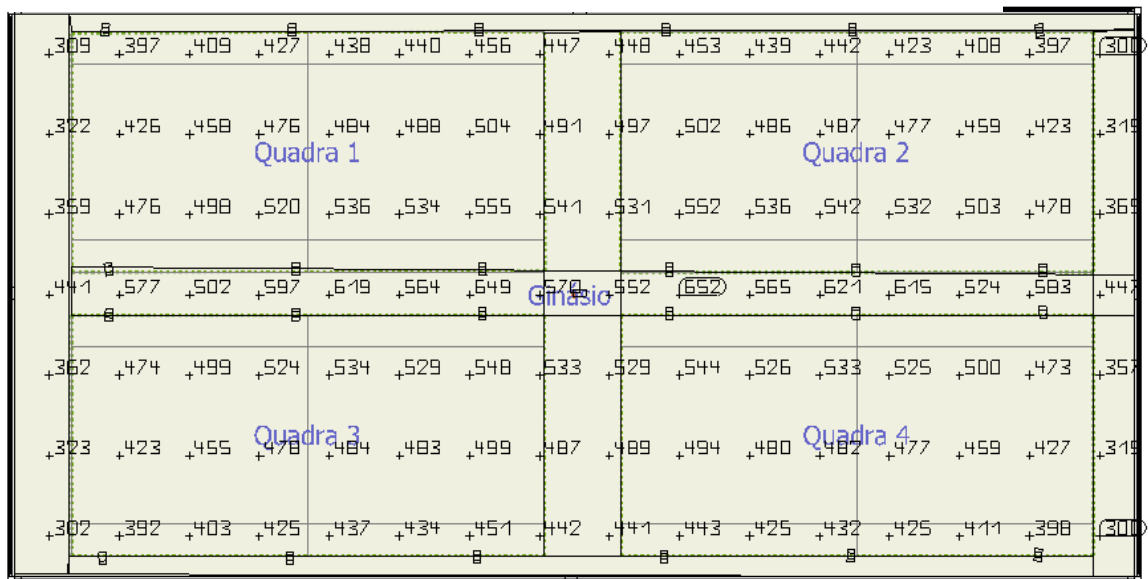 +309 +397 +409 +427 +438 +440 +456 +447 +448 +453 +439 +442 +423 +408 +397 +300
+322 +426 +458 +476 +484 +488 +504 +491 +497 +502 +486 +487 +477 +459 +423 +319
Quadra 1 Quadra 2
+359 +476 +498 +520 +536 +534 +555 +541 +531 +552 +536 +542 +532 +503 +478 +365
+441 +577 +502 +597 +619 +564 +649 +570 +552 +652 +565 +621 +615 +524 +583 +447
Ginásio
+362 +474 +499 +524 +534 +529 +548 +533 +529 +544 +526 +533 +525 +500 +473 +357
Quadra 3 Quadra 4
+323 +423 +455 +478 +484 +483 +499 +487 +489 +494 +480 +482 +477 +459 +427 +319
+302 +392 +403 +425 +437 +434 +451 +442 +441 +443 +425 +432 +425 +411 +398 +300